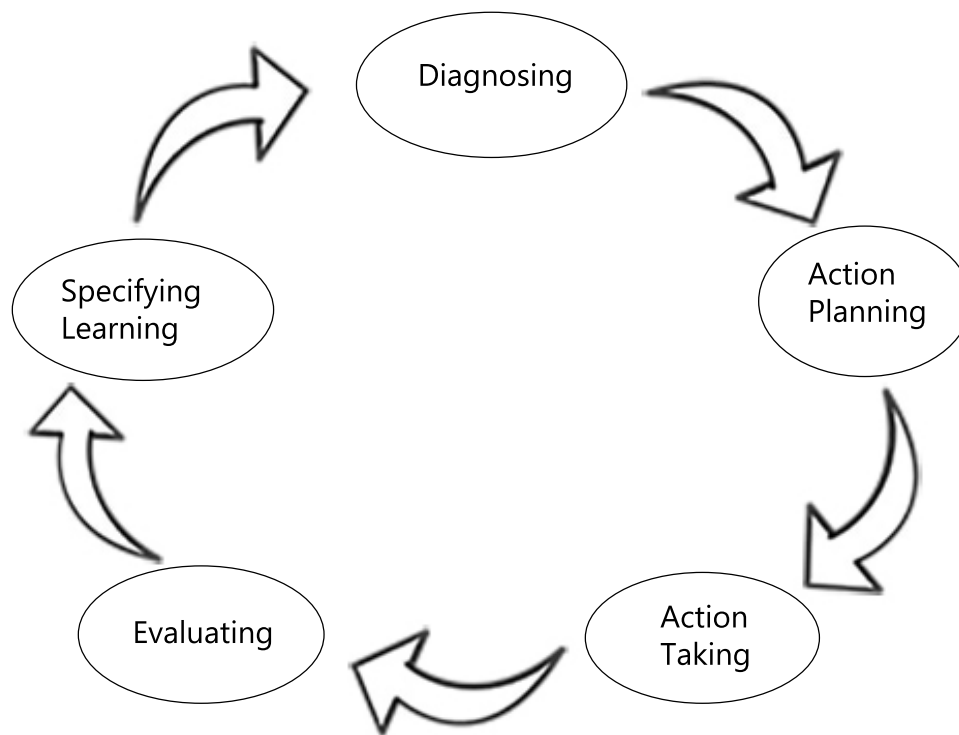 Diagnosing
Action
Planning
Action
Taking
Evaluating
Specifying
Learning